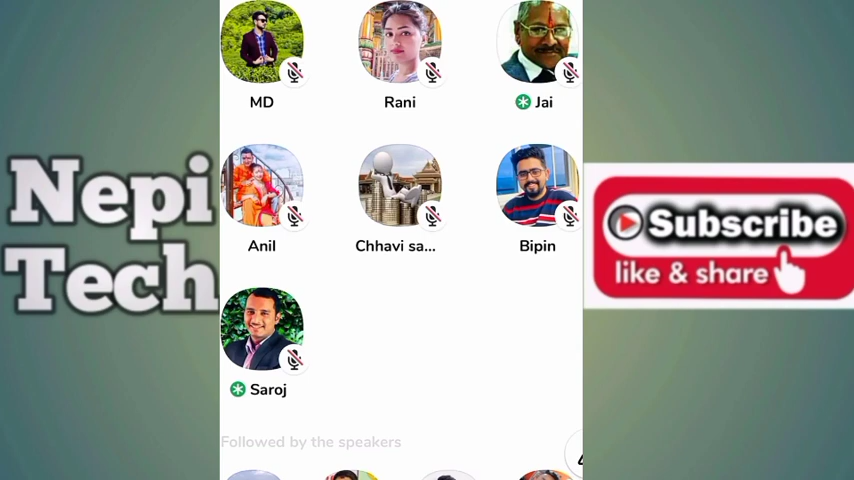 Nepi
Tech
MD
Rani
Jai
Anil
Chhavi sa...
Bipin
Saroj
Followed by the speakers
Subscribe
like & share